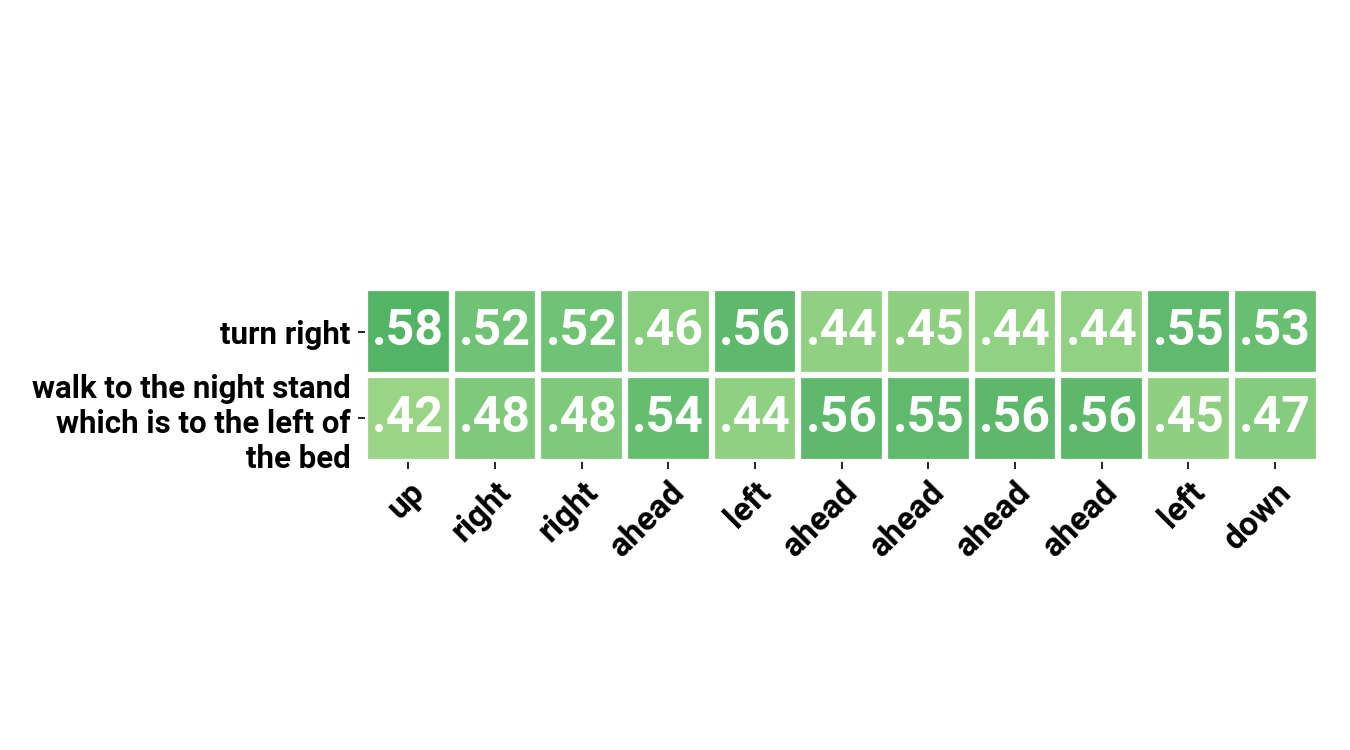 turn right
.58 .52 .52 .46 .56 .44 .45 .44 .44 .55 .53
walk to the night stand
which is to the left of
the bed
.42 .48 .48 .54 .44 .56 .55 .56 .56 .45 .47
up right right ahead left ahead ahead ahead ahead left down